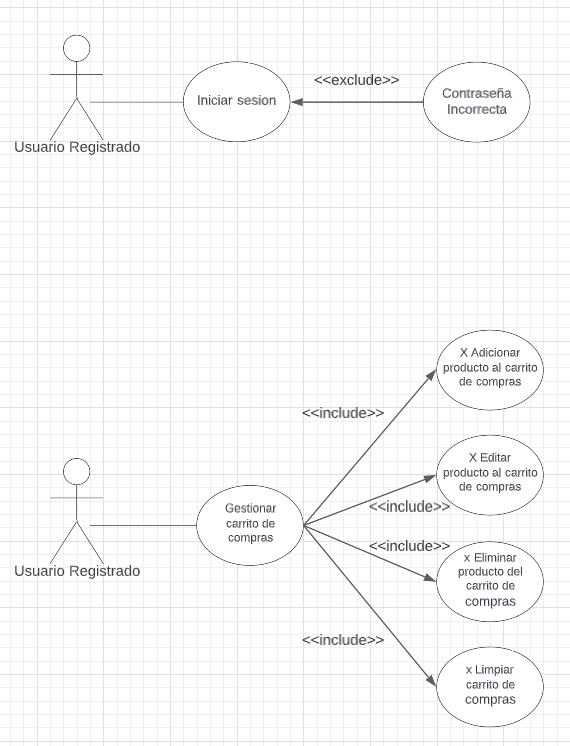 <<exclude>>
Iniciar sesion
Contraseña
Incorrecta
Usuario Registrado
X Adicionar
producto al carrito
de compras
<<include>>
X Editar
producto al carrito
de compras
<<include>>
Gestionar
carrito de
compras
<<include>>
x Eliminar
producto del
carrito de
compras
Usuario Registrado
<<include>>
x Limpiar
carrito de
compras